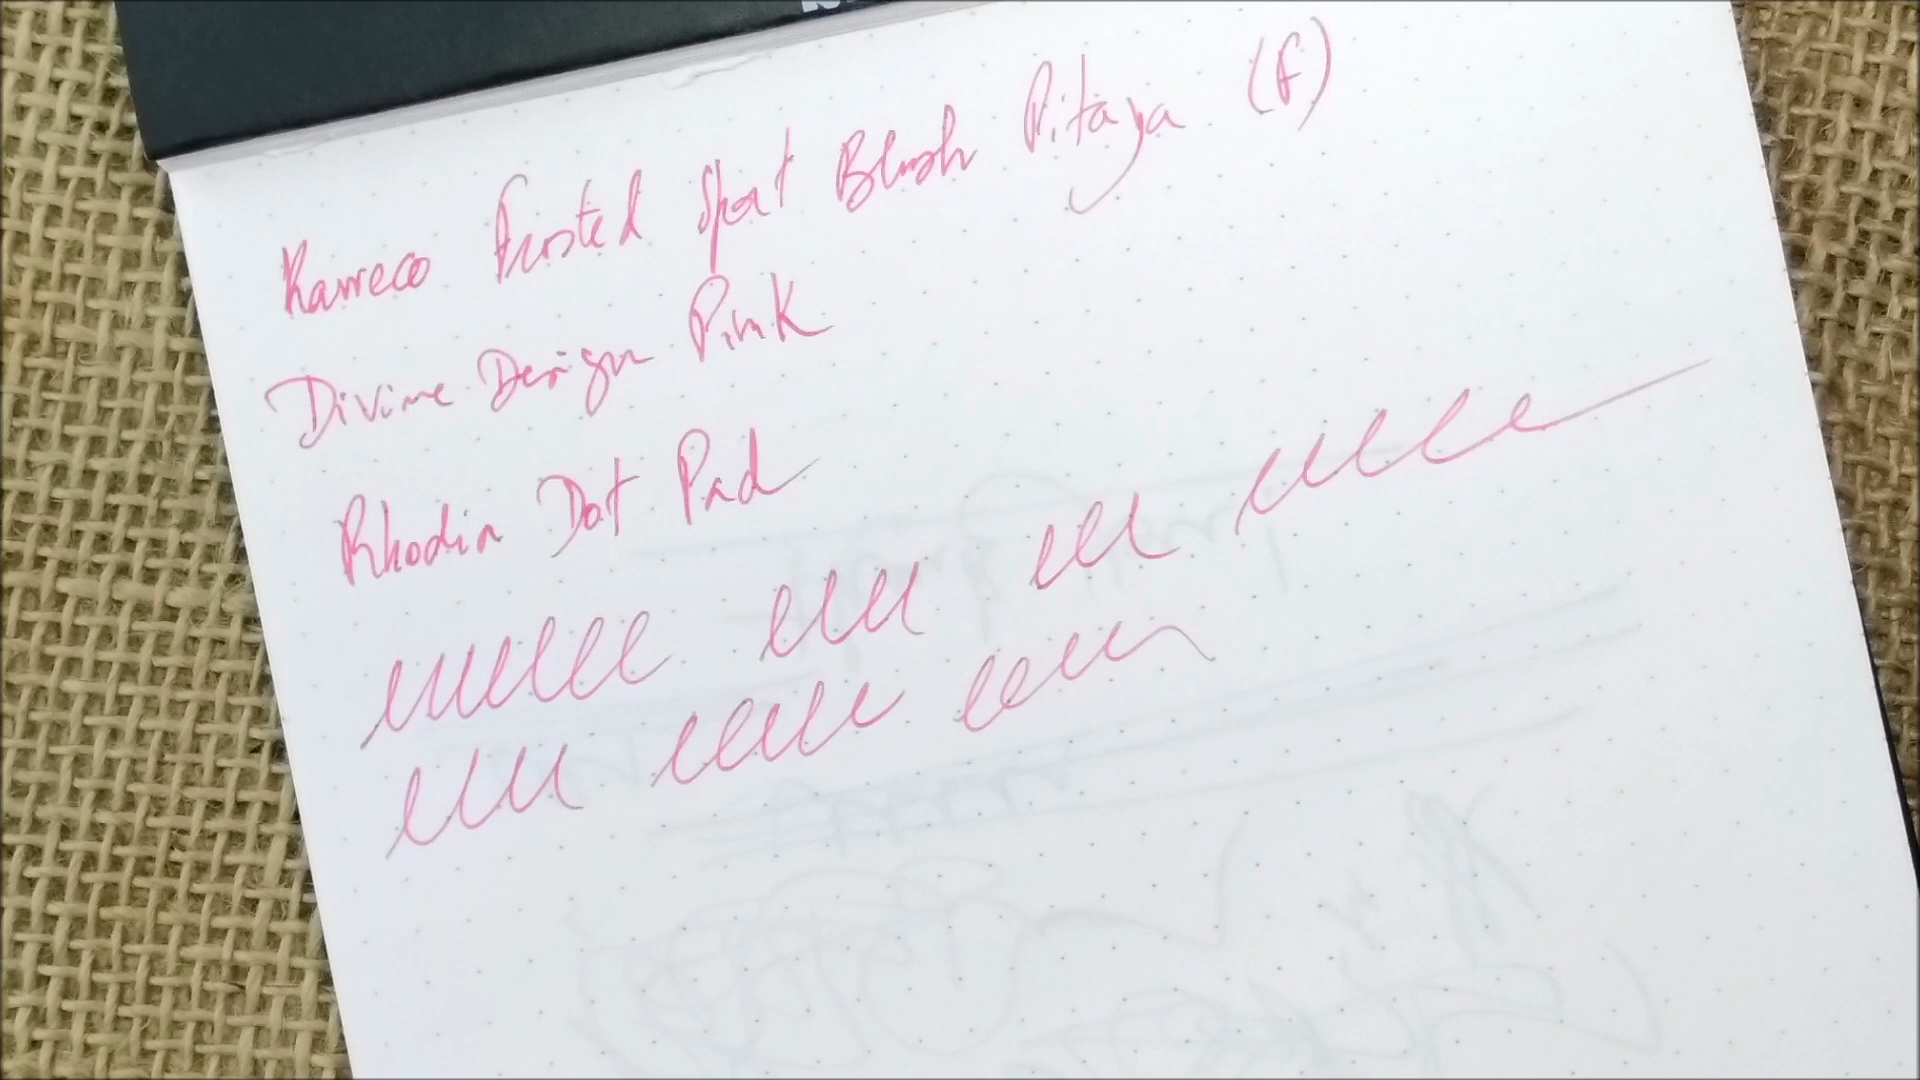 Kaweco Frosted Sport Blush Pitaya (F)
Divine Design Pink
Rhodia Dot Pad